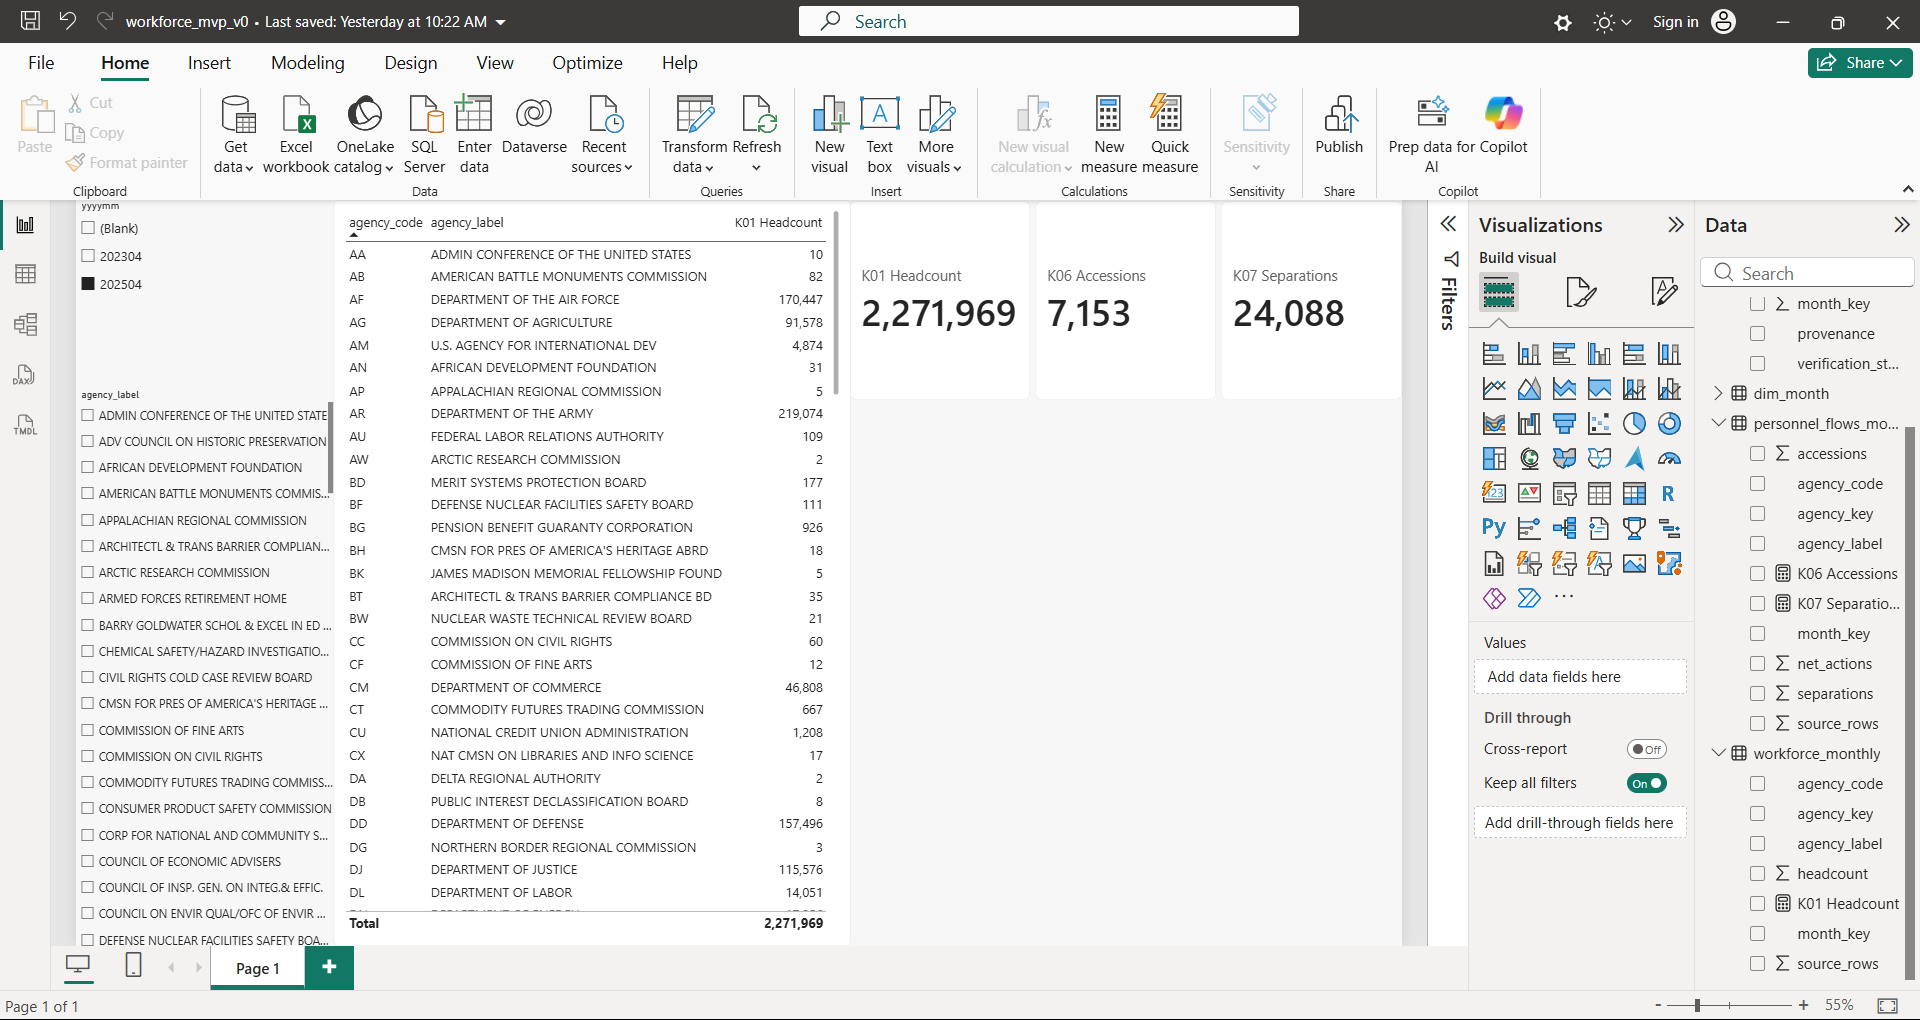 workforce_mvp_v0 • Last saved: Yesterday at 10:22 AM
Search
Sign in
File Home Insert Modeling Design View Optimize Help
Share
Paste
Cut
Copy
Format painter
Clipboard
Get data
Excel workbook
OneLake catalog
SQL Server
Enter data
Dataverse
Recent sources
Data
Transform data
Refresh
Queries
New visual
Text box
More visuals
Insert
New visual calculation
New measure
Quick measure
Calculations
Sensitivity
Sensitivity
Publish
Share
Prep data for AI
Copilot
Copilot
yyyymm
(Blank)
202304
202504
agency_label
ADMIN CONFERENCE OF THE UNITED STATE
ADV COUNCIL ON HISTORIC PRESERVATION
AFRICAN DEVELOPMENT FOUNDATION
AMERICAN BATTLE MONUMENTS COMMIS...
APPALACHIAN REGIONAL COMMISSION
ARCHITECTL & TRANS BARRIER COMPLIAN...
ARCTIC RESEARCH COMMISSION
ARMED FORCES RETIREMENT HOME
BARRY GOLDWATER SCHOL & EXCEL IN ED ...
CHEMICAL SAFETY/HAZARD INVESTIGATIO...
CIVIL RIGHTS COLD CASE REVIEW BOARD
CMSN FOR PRES OF AMERICA'S HERITAGE ...
COMMISSION OF FINE ARTS
COMMISSION ON CIVIL RIGHTS
COMMODITY FUTURES TRADING COMMISS...
CONSUMER PRODUCT SAFETY COMMISSION
CORP FOR NATIONAL AND COMMUNITY S...
COUNCIL OF ECONOMIC ADVISERS
COUNCIL OF INSP. GEN. ON INTEG.& EFFIC.
COUNCIL ON ENVIR QUAL/OFC OF ENVIR ...
DEFENSE NUCLEAR FACILITIES SAFETY BOA...
agency_code agency_label K01 Headcount
AA ADMIN CONFERENCE OF THE UNITED STATES 10
AB AMERICAN BATTLE MONUMENTS COMMISSION 82
AF DEPARTMENT OF THE AIR FORCE 170,447
AG DEPARTMENT OF AGRICULTURE 91,578
AM U.S. AGENCY FOR INTERNATIONAL DEV 4,874
AN AFRICAN DEVELOPMENT FOUNDATION 31
AP APPALACHIAN REGIONAL COMMISSION 5
AR DEPARTMENT OF THE ARMY 219,074
AU FEDERAL LABOR RELATIONS AUTHORITY 109
AW ARCTIC RESEARCH COMMISSION 2
BD MERIT SYSTEMS PROTECTION BOARD 177
BF DEFENSE NUCLEAR FACILITIES SAFETY BOARD 111
BG PENSION BENEFIT GUARANTY CORPORATION 926
BH CMSN FOR PRES OF AMERICA'S HERITAGE ABRD 18
BK JAMES MADISON MEMORIAL FELLOWSHIP FOUND 5
BT ARCHITECTL & TRANS BARRIER COMPLIANCE BD 35
BW NUCLEAR WASTE TECHNICAL REVIEW BOARD 21
CC COMMISSION ON CIVIL RIGHTS 60
CF COMMISSION OF FINE ARTS 12
CM DEPARTMENT OF COMMERCE 46,808
CT COMMODITY FUTURES TRADING COMMISSION 667
CU NATIONAL CREDIT UNION ADMINISTRATION 1,208
CX NAT CMSN ON LIBRARIES AND INFO SCIENCE 17
DA DELTA REGIONAL AUTHORITY 2
DB PUBLIC INTEREST DECLASSIFICATION BOARD 8
DD DEPARTMENT OF DEFENSE 157,496
DG NORTHERN BORDER REGIONAL COMMISSION 3
DJ DEPARTMENT OF JUSTICE 115,576
DL DEPARTMENT OF LABOR 14,051
Total 2,271,969
K01 Headcount
2,271,969
K06 Accessions
7,153
K07 Separations
24,088
Filters
Visualizations
Build visual
Values
Add data fields here
Drill through
Cross-report Off
Keep all filters On
Add drill-through fields here
Data
Search
month_key
provenance
verification_st...
dim_month
personnel_flows_mo...
accessions
agency_code
agency_key
agency_label
K06 Accessions
K07 Separatio...
month_key
net_actions
separations
source_rows
workforce_monthly
agency_code
agency_key
agency_label
headcount
K01 Headcount
month_key
source_rows
DAX
TMDL
123
R
Py
Page 1
Page 1 of 1
- + 55%